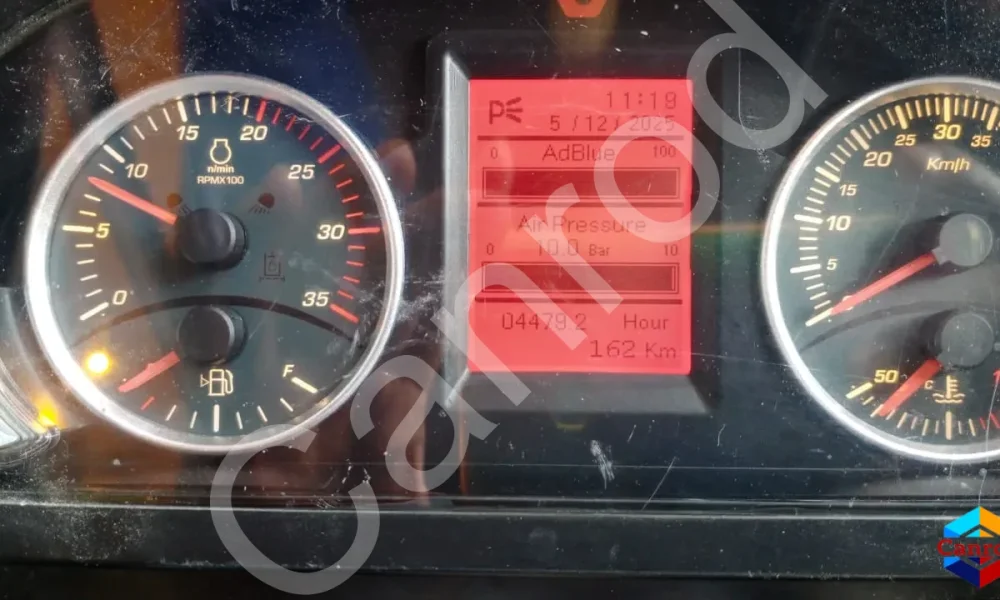 15
20
10
n/min
RPMX100
25
5
30
0
35
F
P
11:19
5 / 12 / 2025
0 AdBlue 100
Air Pressure
0 10.0 Bar 10
04479.2 Hour
162 Km
30
25
35
20
Km/h
15
10
5
50
C
Canrod